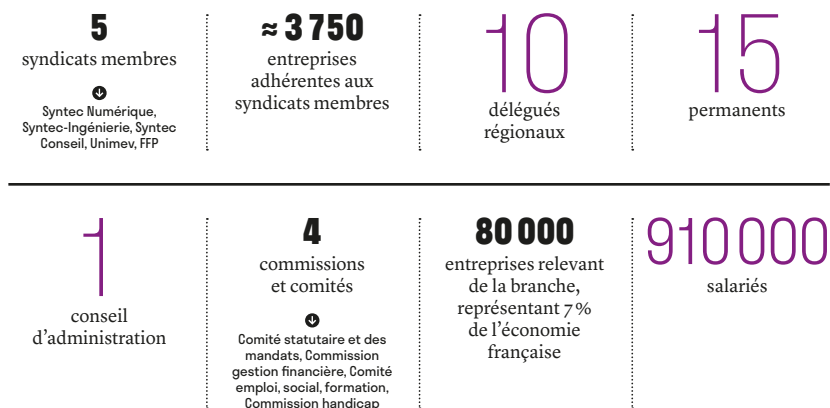 5
syndicats membres
Syntec Numérique,
Syntec-Ingénierie, Syntec
Conseil, Unimev, FFP
≈ 3 750
entreprises
adhérentes aux
syndicats membres
10
délégués
régionaux
15
permanents
1
conseil
d’administration
4
commissions
et comités
Comité statutaire et des
mandats, Commission
gestion financière, Comité
emploi, social, formation,
Commission handicap
80 000
entreprises relevant
de la branche,
représentant 7 %
de l’économie
française
910 000
salariés